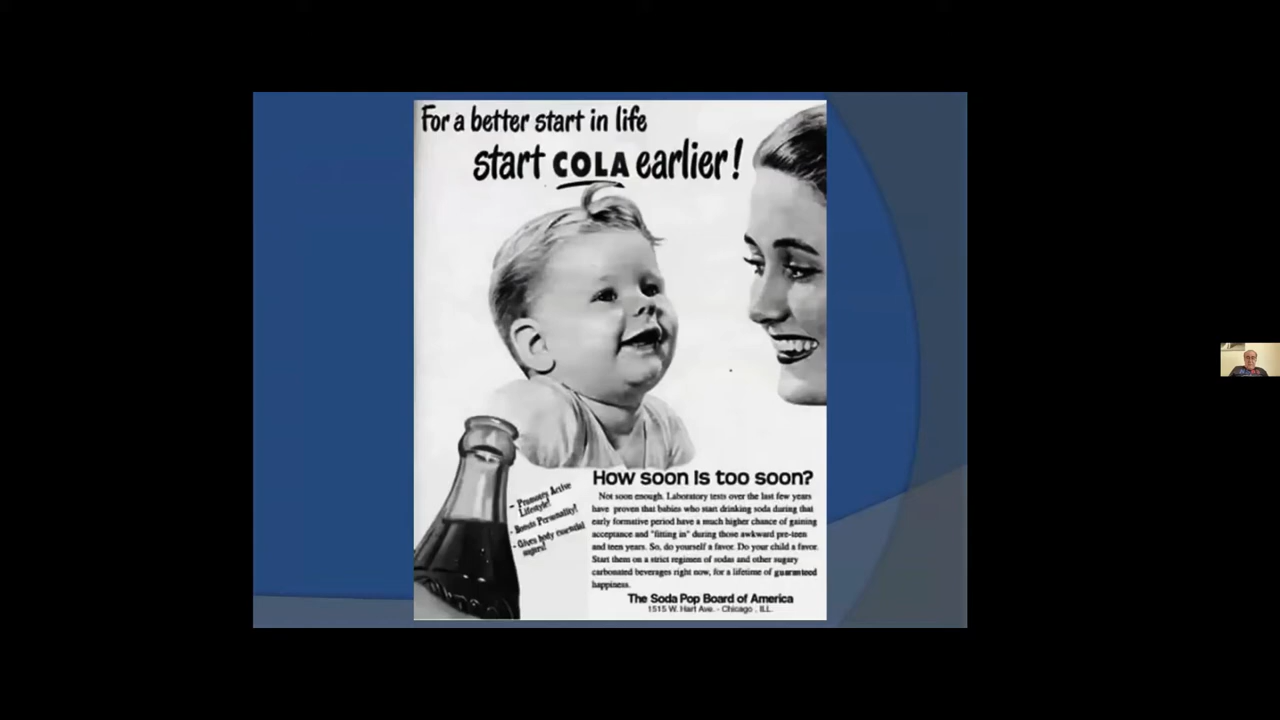 For a better start in life
start COLA earlier!
- Promotes Active
Lifestyle!
- Boosts Personality!
- Gives body essential
sugars!
How soon is too soon?
Not soon enough. Laboratory tests over the last few years
have proven that babies who start drinking soda during that
early formative period have a much higher chance of gaining
acceptance and "fitting in" during those awkward pre-teen
and teen years. So, do yourself a favor. Do your child a favor.
Start them on a strict regimen of sodas and other sugary
carbonated beverages right now, for a lifetime of guaranteed
happiness.
The Soda Pop Board of America
1515 W. Hart Ave. - Chicago , ILL.